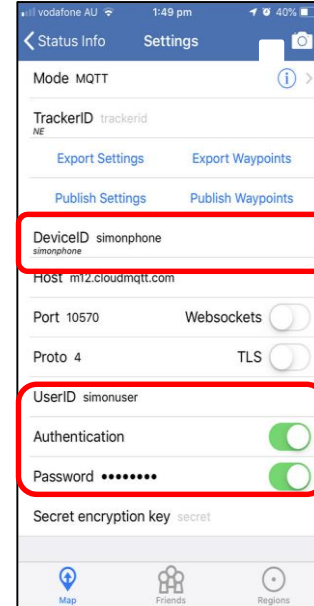 vodafone AU 1:49 pm 40%
Status Info Settings
Mode MQTT
TrackerID trackerid
NE
Export Settings Export Waypoints
Publish Settings Publish Waypoints
DeviceID simonphone
simonphone
Host m12.cloudmqtt.com
Port 10570 Websockets
Proto 4 TLS
UserID simonuser
Authentication
Password ••••••••
Secret encryption key secret
Map Friends Regions